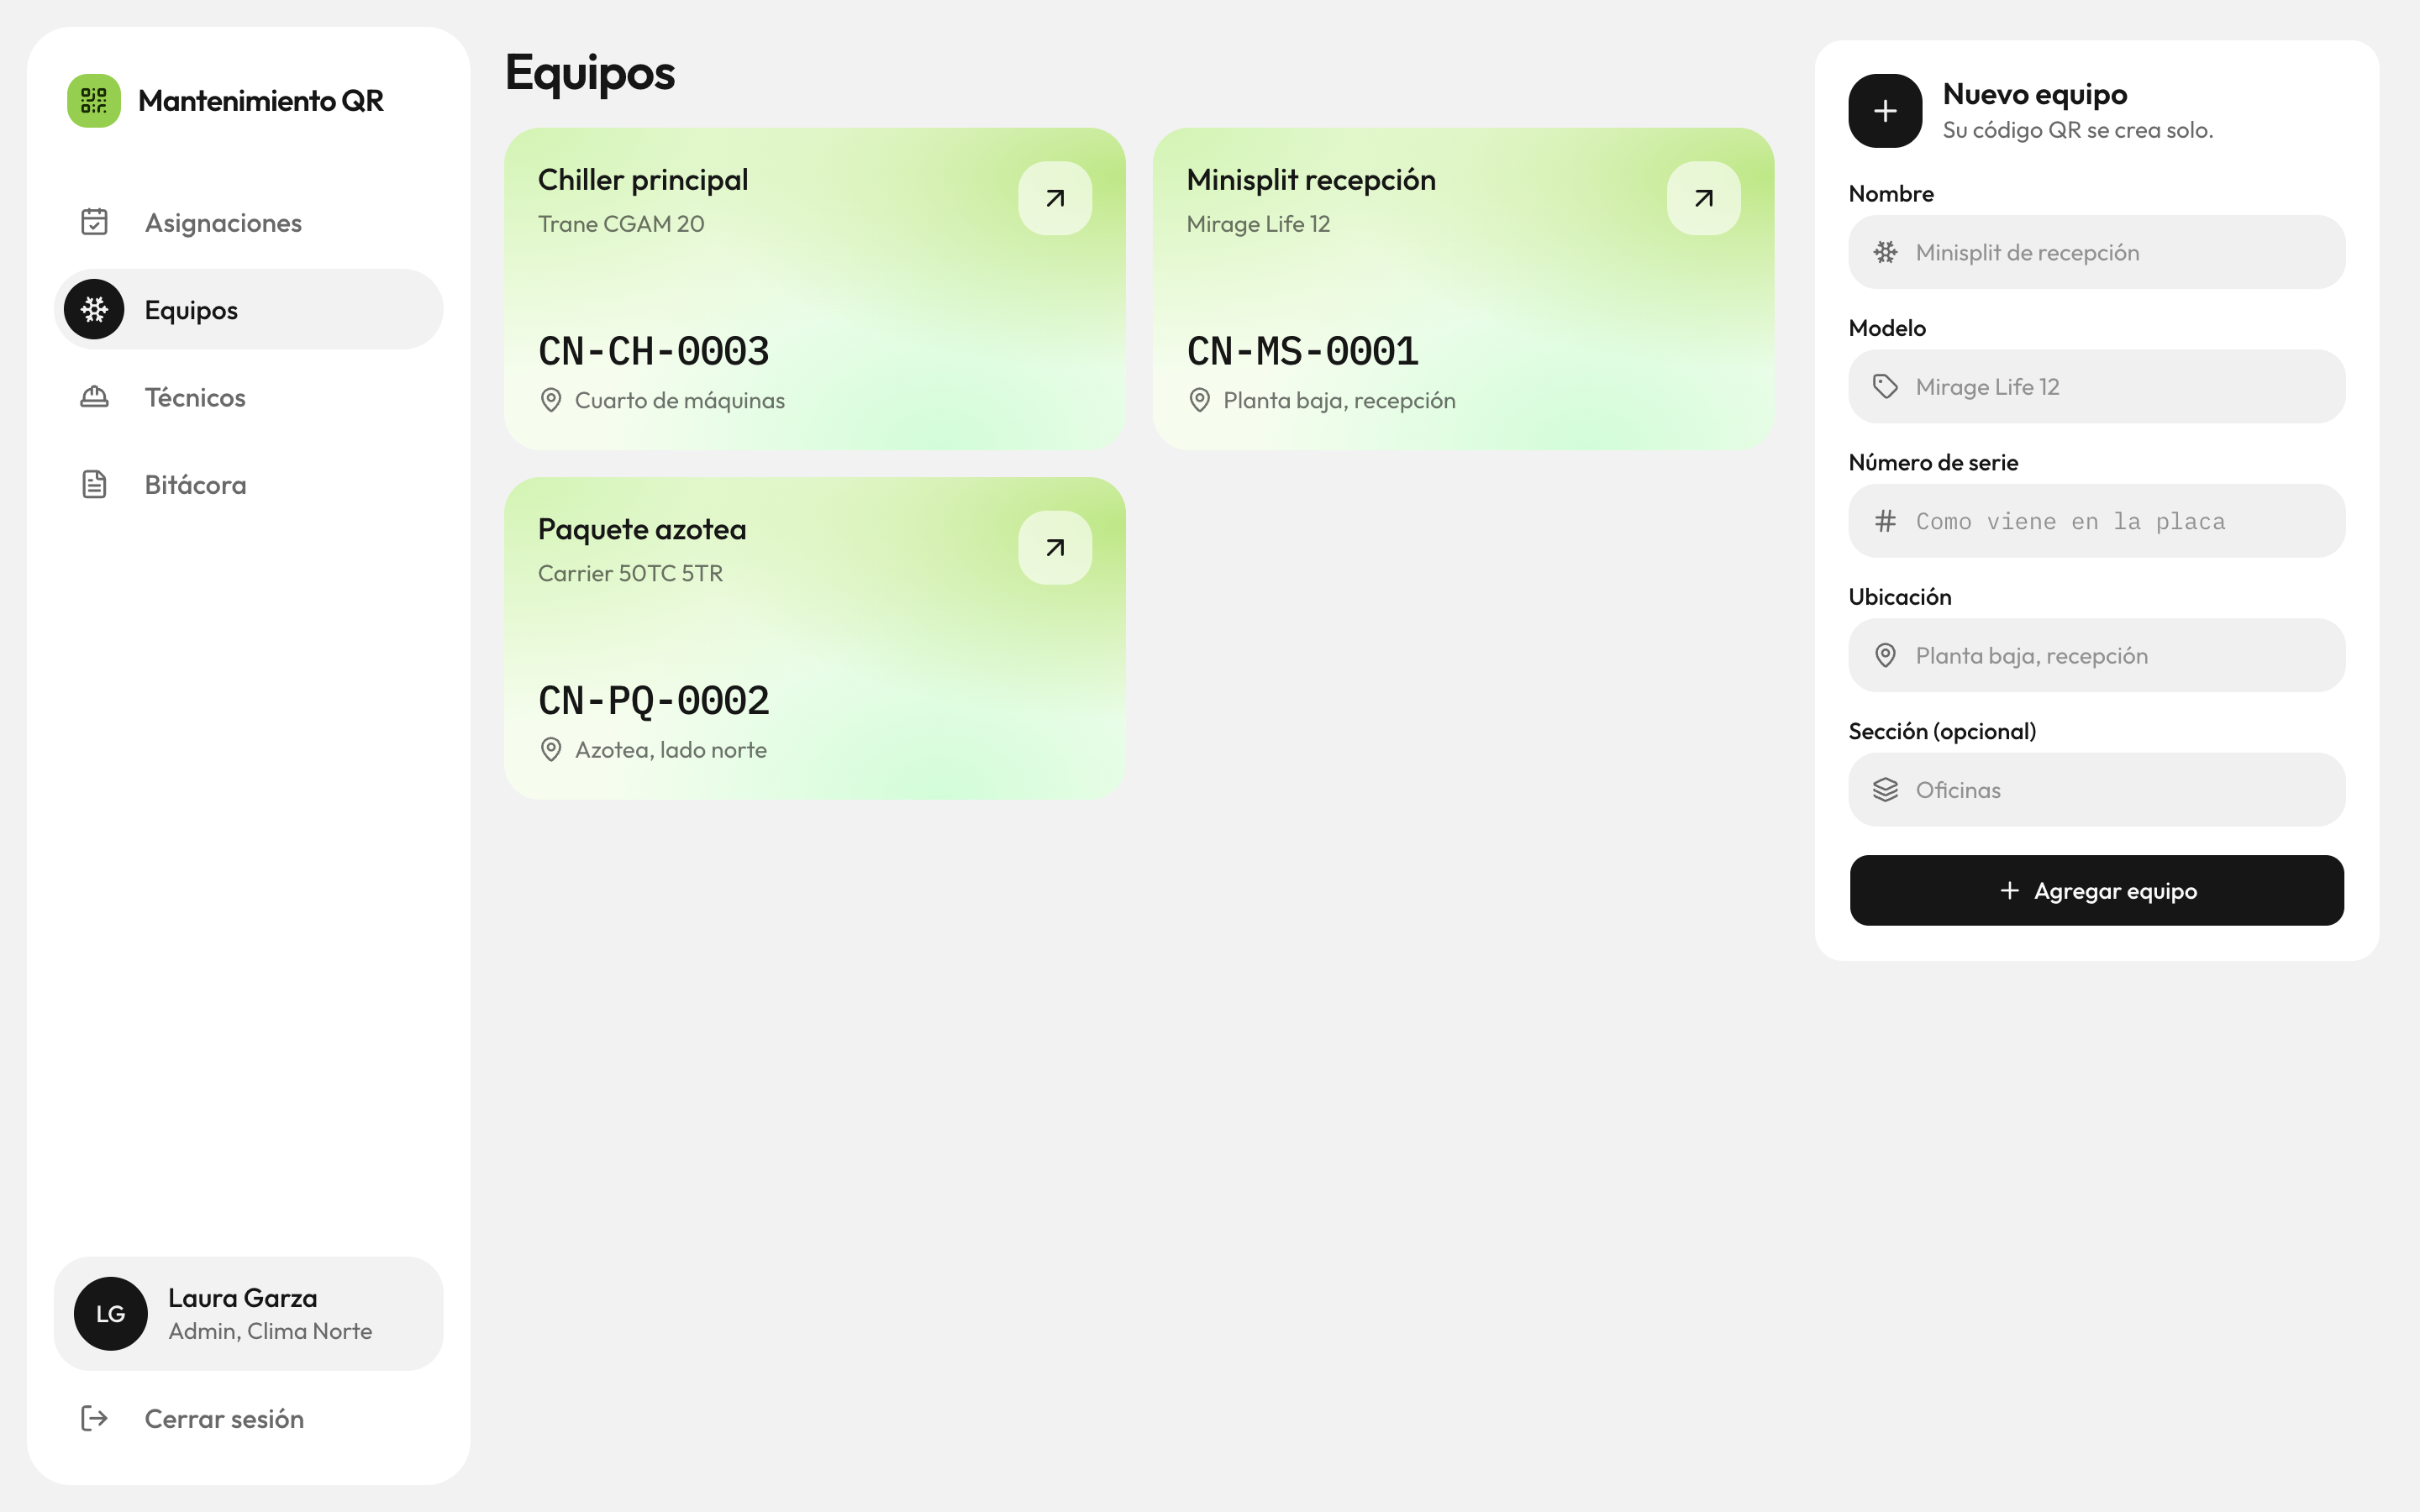 Mantenimiento QR
Asignaciones
Equipos
Técnicos
Bitácora
LG
Laura Garza
Admin, Clima Norte
Cerrar sesión
Equipos
Chiller principal
Trane CGAM 20
CN-CH-0003
Cuarto de máquinas
Minisplit recepción
Mirage Life 12
CN-MS-0001
Planta baja, recepción
Paquete azotea
Carrier 50TC 5TR
CN-PQ-0002
Azotea, lado norte
Nuevo equipo
Su código QR se crea solo.
Nombre
Minisplit de recepción
Modelo
Mirage Life 12
Número de serie
Como viene en la placa
Ubicación
Planta baja, recepción
Sección (opcional)
Oficinas
Agregar equipo